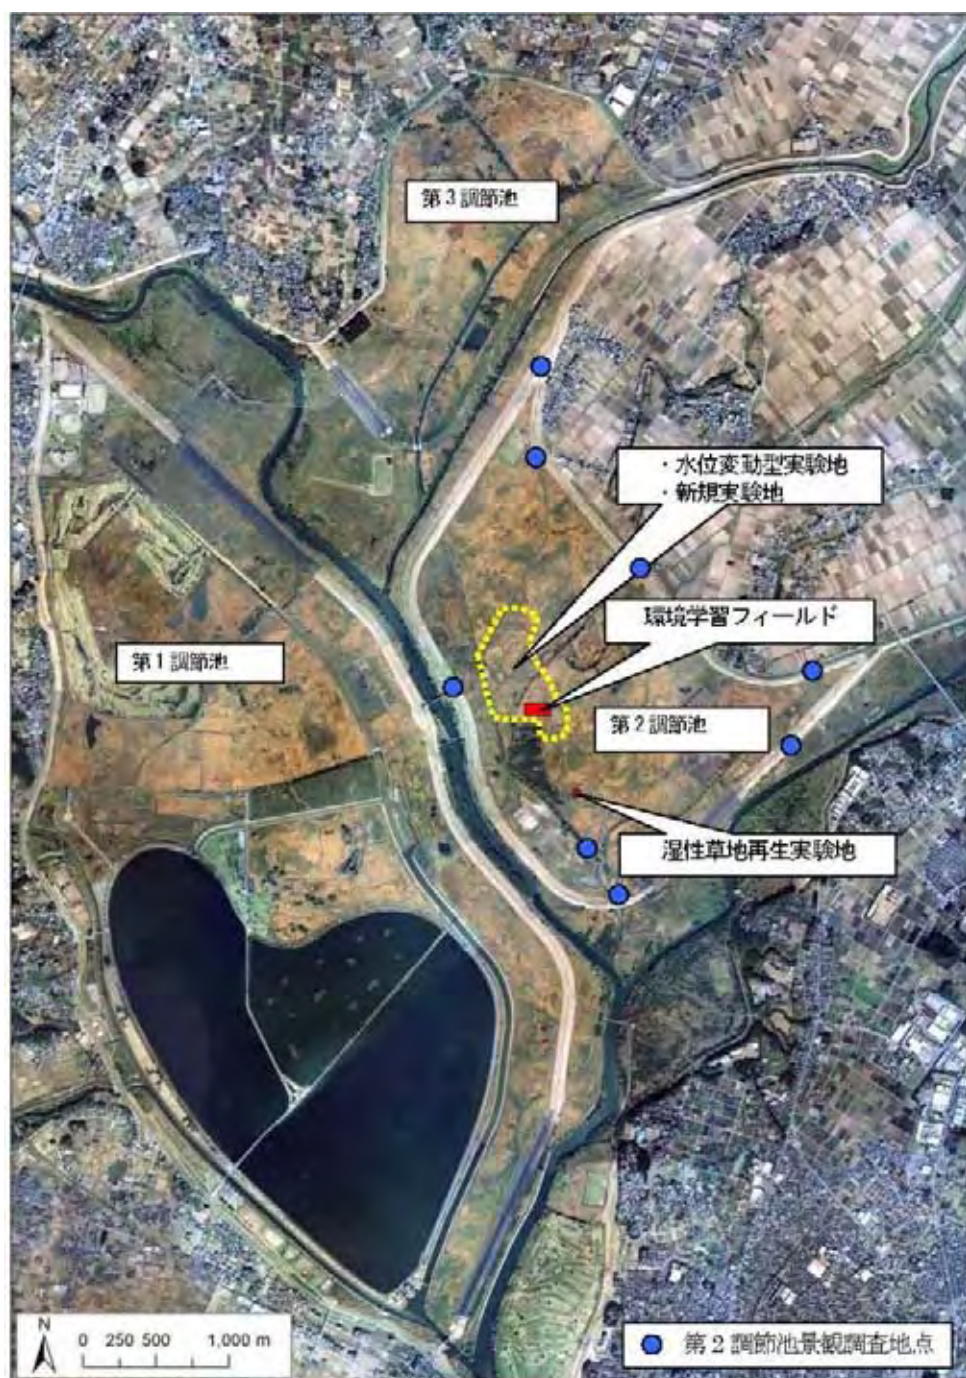 第3調節池
・水位変動型実験地
・新規実験地
環境学習フィールド
第1調節池
第2調節池
湿性草地再生実験地
N
0 250 500 1,000 m
第2調節池景観調査地点